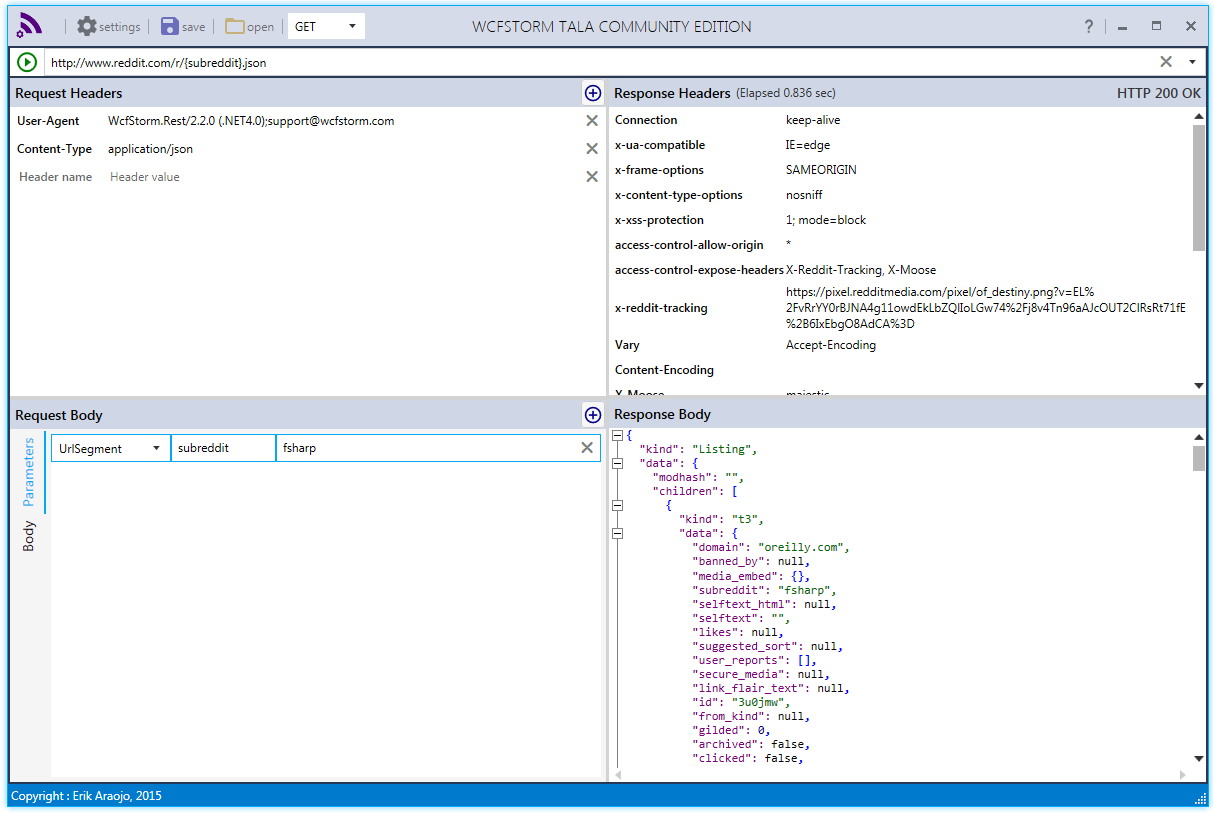 settings save open GET WCFSTORM TALA COMMUNITY EDITION ?
http://www.reddit.com/r/{subreddit}.json
Request Headers
User-Agent WcfStorm.Rest/2.2.0 (.NET4.0);support@wcfstorm.com
Content-Type application/json
Header name Header value
Response Headers (Elapsed 0.836 sec) HTTP 200 OK
Connection keep-alive
x-ua-compatible IE=edge
x-frame-options SAMEORIGIN
x-content-type-options nosniff
x-xss-protection 1; mode=block
access-control-allow-origin *
access-control-expose-headers X-Reddit-Tracking, X-Moose
https://pixel.redditmedia.com/pixel/of_destiny.png?v=EL%
x-reddit-tracking 2FvRrYY0rBJNA4g11owdEkLbZQlIoLGw74%2Fj8v4Tn96aAJcOUT2ClRsRt71fE
%2B6IxEbgO8AdCA%3D
Vary Accept-Encoding
Content-Encoding
X-Moose majestic
Request Body
Parameters
Body
UrlSegment subreddit fsharp
Response Body
{
"kind": "Listing",
"data": {
"modhash": "",
"children": [
{
"kind": "t3",
"data": {
"domain": "oreilly.com",
"banned_by": null,
"media_embed": {},
"subreddit": "fsharp",
"selftext_html": null,
"selftext": "",
"likes": null,
"suggested_sort": null,
"user_reports": [],
"secure_media": null,
"link_flair_text": null,
"id": "3u0jmw",
"from_kind": null,
"gilded": 0,
"archived": false,
"clicked": false,
Copyright : Erik Araojo, 2015